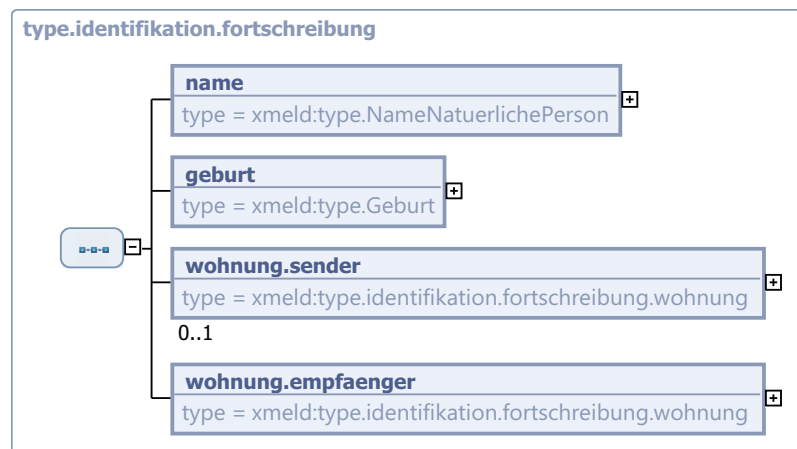 type.identifikation.fortschreibung
name
type = xmeld:type.NameNatuerlichePerson
geburt
type = xmeld:type.Geburt
wohnung.sender
type = xmeld:type.identifikation.fortschreibung.wohnung
0..1
wohnung.empfaenger
type = xmeld:type.identifikation.fortschreibung.wohnung